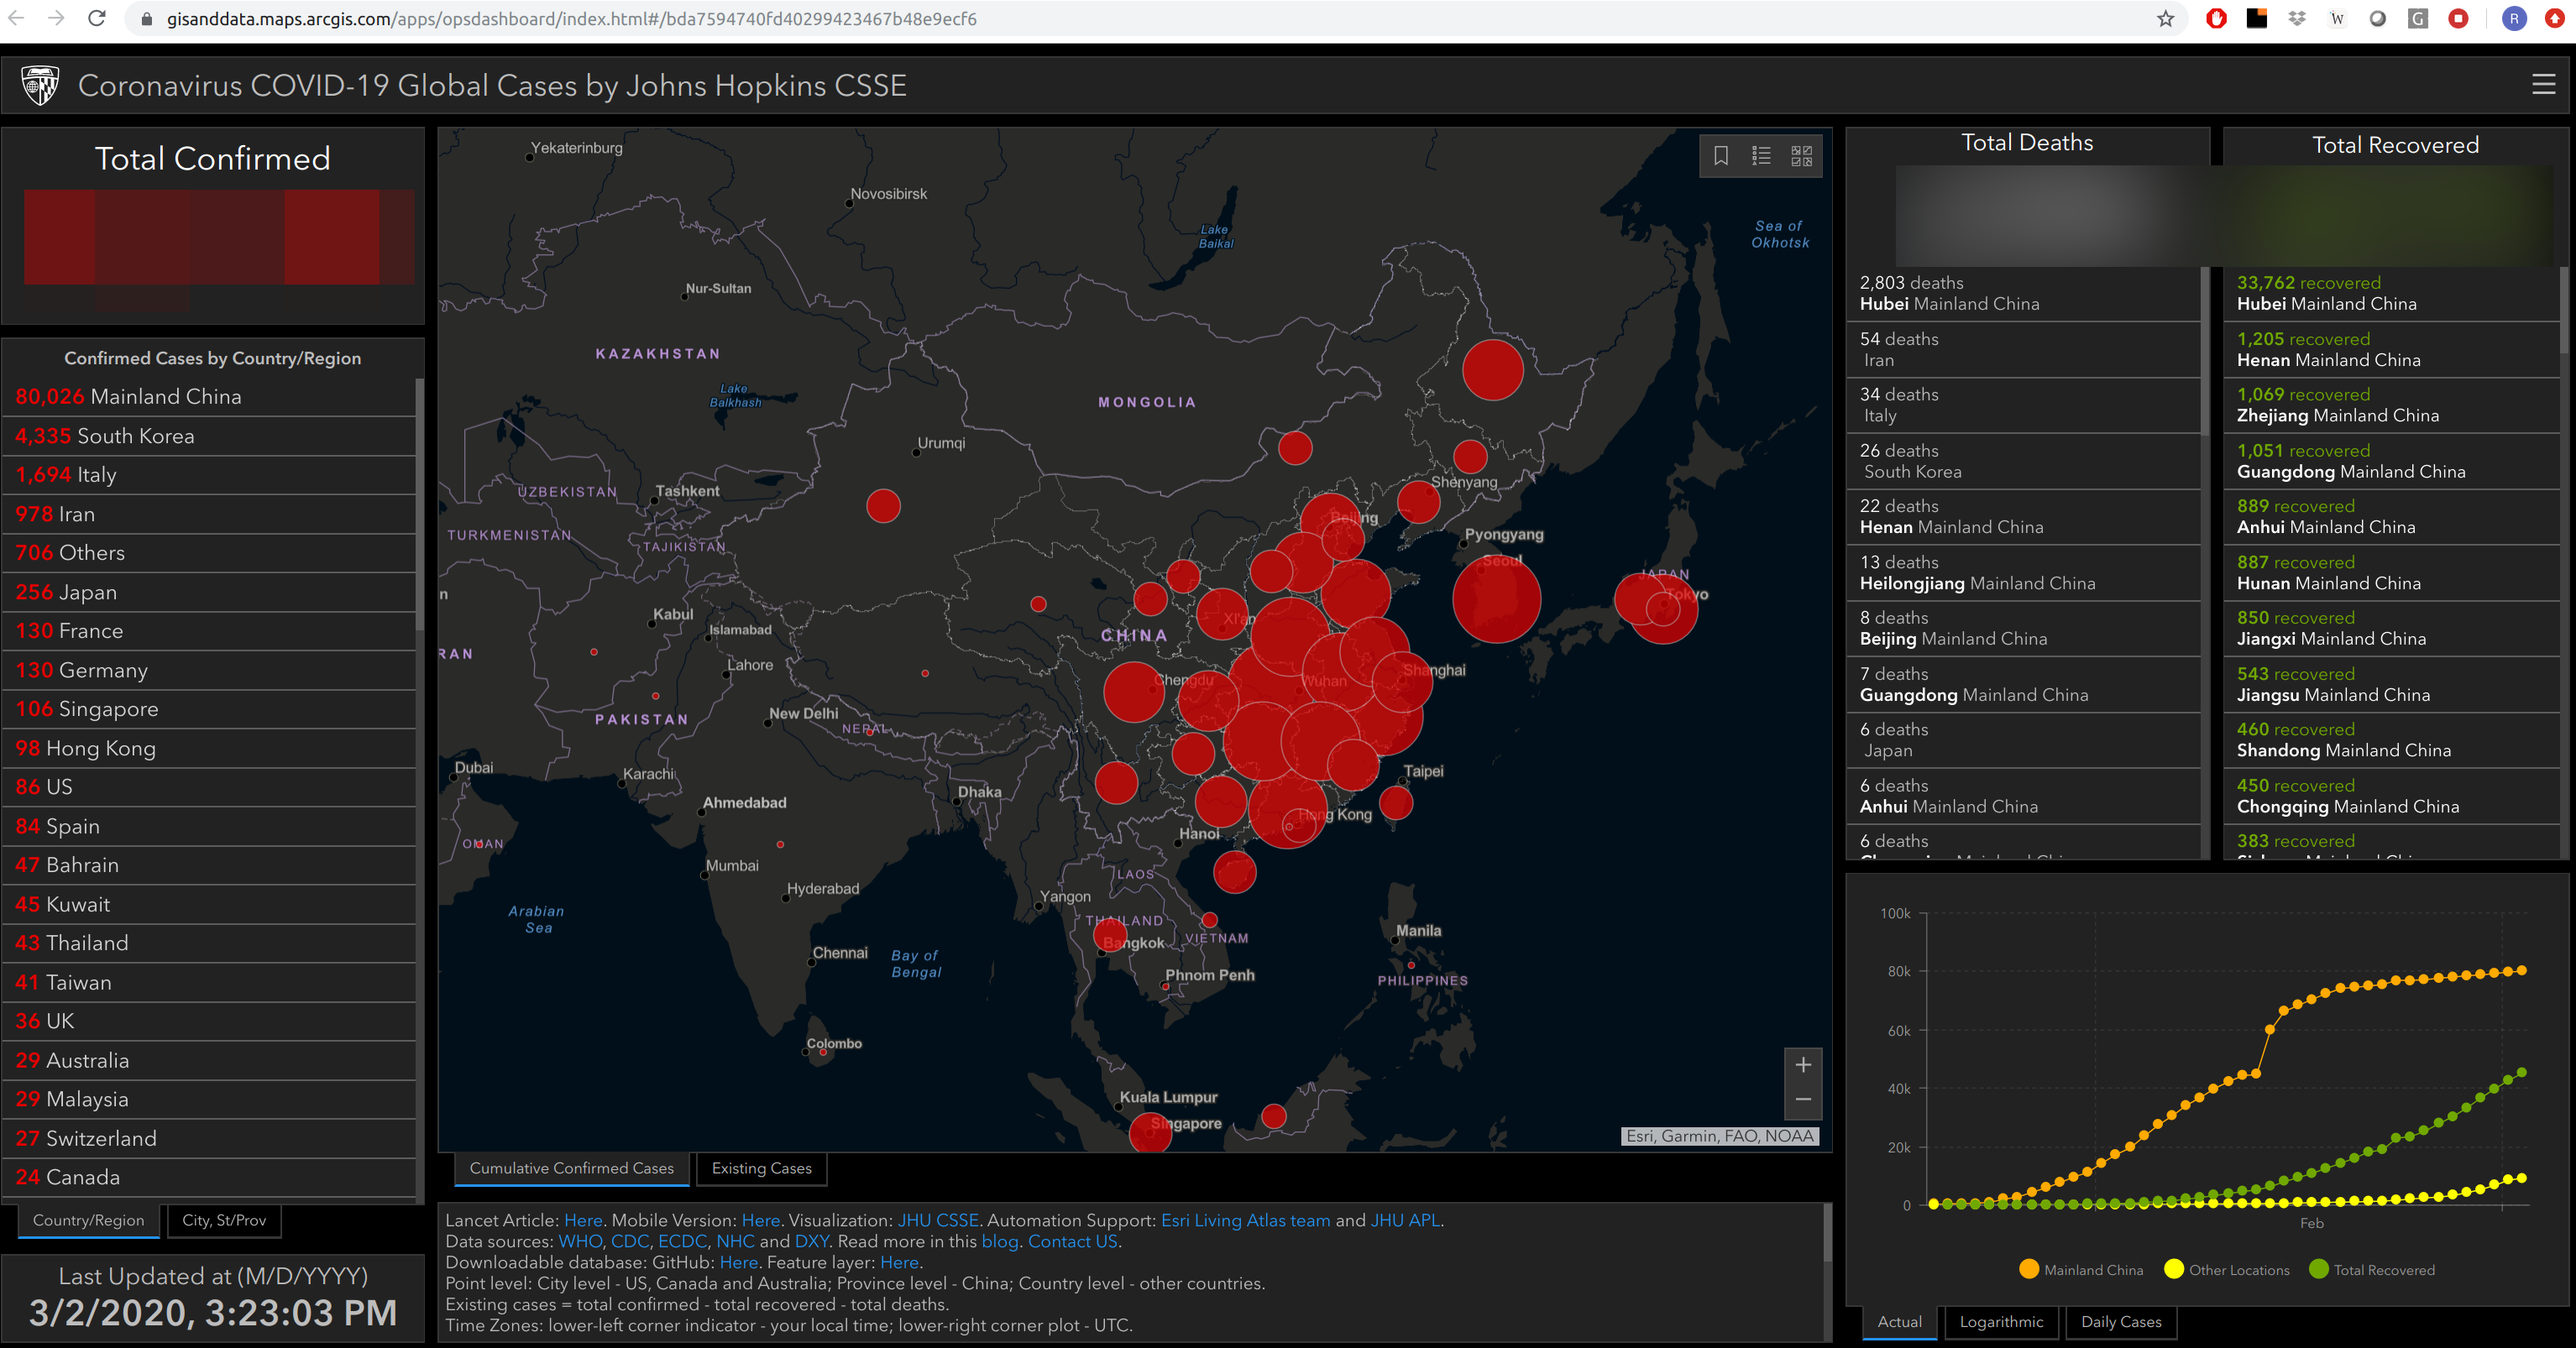 gisanddata.maps.arcgis.com/apps/opsdashboard/index.html#/bda7594740fd40299423467b48e9ecf6
W
G
R
Coronavirus COVID-19 Global Cases by Johns Hopkins CSSE
Total Confirmed
Confirmed Cases by Country/Region
80,026 Mainland China
4,335 South Korea
1,694 Italy
978 Iran
706 Others
256 Japan
130 France
130 Germany
106 Singapore
98 Hong Kong
86 US
84 Spain
47 Bahrain
45 Kuwait
43 Thailand
41 Taiwan
36 UK
29 Australia
29 Malaysia
27 Switzerland
24 Canada
Country/Region
City, St/Prov
Last Updated at (M/D/YYYY)
3/2/2020, 3:23:03 PM
Yekaterinburg
Novosibirsk
Lake
Baikal
Sea of
Okhotsk
Nur-Sultan
KAZAKHSTAN
Lake
Balkhash
MONGOLIA
Urumqi
UZBEKISTAN
Tashkent
Shenyang
Beijing
TURKMENISTAN
TAJIKISTAN
Pyongyang
Seoul
JAPAN
Tokyo
n
Kabul
Islamabad
Xi'an
CHINA
RAN
Lahore
Chengdu
Wuhan
Shanghai
PAKISTAN
New Delhi
NEPAL
Dubai
Karachi
Taipei
Ahmedabad
Dhaka
Hong Kong
Hanoi
OMAN
Mumbai
LAOS
Hyderabad
Yangon
Arabian
Sea
THAILAND
VIETNAM
Manila
Bangkok
Chennai
Bay of
Bengal
Phnom Penh
PHILIPPINES
Colombo
Kuala Lumpur
Singapore
+
−
Esri, Garmin, FAO, NOAA
Cumulative Confirmed Cases
Existing Cases
Lancet Article: Here. Mobile Version: Here. Visualization: JHU CSSE. Automation Support: Esri Living Atlas team and JHU APL.
Data sources: WHO, CDC, ECDC, NHC and DXY. Read more in this blog. Contact US.
Downloadable database: GitHub: Here. Feature layer: Here.
Point level: City level - US, Canada and Australia; Province level - China; Country level - other countries.
Existing cases = total confirmed - total recovered - total deaths.
Time Zones: lower-left corner indicator - your local time; lower-right corner plot - UTC.
Total Deaths
2,803 deaths
Hubei Mainland China
54 deaths
Iran
34 deaths
Italy
26 deaths
South Korea
22 deaths
Henan Mainland China
13 deaths
Heilongjiang Mainland China
8 deaths
Beijing Mainland China
7 deaths
Guangdong Mainland China
6 deaths
Japan
6 deaths
Anhui Mainland China
6 deaths
Total Recovered
33,762 recovered
Hubei Mainland China
1,205 recovered
Henan Mainland China
1,069 recovered
Zhejiang Mainland China
1,051 recovered
Guangdong Mainland China
889 recovered
Anhui Mainland China
887 recovered
Hunan Mainland China
850 recovered
Jiangxi Mainland China
543 recovered
Jiangsu Mainland China
460 recovered
Shandong Mainland China
450 recovered
Chongqing Mainland China
383 recovered
100k
80k
60k
40k
20k
0
Feb
Mainland China
Other Locations
Total Recovered
Actual
Logarithmic
Daily Cases